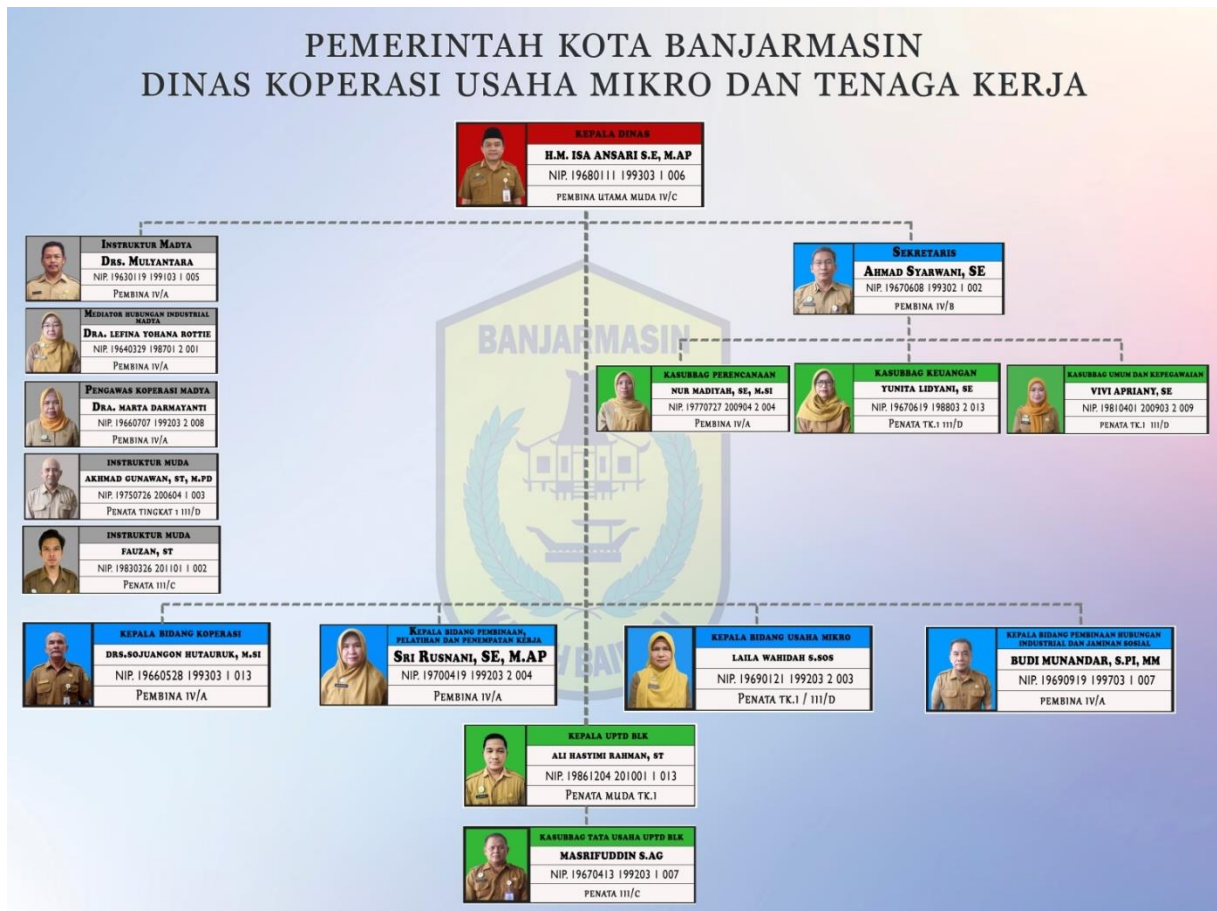 PEMERINTAH KOTA BANJARMASIN
DINAS KOPERASI USAHA MIKRO DAN TENAGA KERJA
KEPALA DINAS
H.M. ISA ANSARI S.E, M.AP
NIP. 19680111 199303 1 006
PEMBINA UTAMA MUDA IV/C
INSTRUKTUR MADYA
DRS. MULYANTARA
NIP. 19630119 199103 1 005
PEMBINA IV/A
MEDIATOR HUBUNGAN INDUSTRIAL
MADYA
DRA. LEFINA YOHANA ROTTIE
NIP. 19640329 198701 2 001
PEMBINA IV/A
PENGAWAS KOPERASI MADYA
DRA. MARTA DARMAYANTI
NIP. 19660707 199203 2 008
PEMBINA IV/A
INSTRUKTUR MUDA
AKHMAD GUNAWAN, ST, M.PD
NIP. 19750726 200604 1 003
PENATA TINGKAT 1 III/D
INSTRUKTUR MUDA
FAUZAN, ST
NIP. 19830326 201101 1 002
PENATA III/C
SEKRETARIS
AHMAD SYARWANI, SE
NIP. 19670608 199302 1 002
PEMBINA IV/B
KASUBBAG PERENCANAAN
NUR MADIYAH, SE, M.SI
NIP. 19770727 200904 2 004
PEMBINA IV/A
KASUBBAG KEUANGAN
YUNITA LIDYANI, SE
NIP. 19670619 198803 2 013
PENATA TK.1 III/D
KASUBBAG UMUM DAN KEPEGAWAIAN
VIVI APRIANY, SE
NIP. 19810401 200903 2 009
PENATA TK.1 III/D
BANJARMASIN
KEPALA BIDANG KOPERASI
DRS.SOJUANGON HUTAURUK, M.SI
NIP. 19660528 199303 1 013
PEMBINA IV/A
KEPALA BIDANG PEMBINAAN,
PELATIHAN DAN PENEMPATAN KERJA
SRI RUSNANI, SE, M.AP
NIP. 19700419 199203 2 004
PEMBINA IV/A
KEPALA BIDANG USAHA MIKRO
LAILA WAHIDAH S.SOS
NIP. 19690121 199203 2 003
PENATA TK.1 / III/D
KEPALA BIDANG PEMBINAAN HUBUNGAN
INDUSTRIAL DAN JAMINAN SOSIAL
BUDI MUNANDAR, S.PI, MM
NIP. 19690919 199703 1 007
PEMBINA IV/A
KEPALA UPTD BLK
ALI HASYIMI RAHMAN, ST
NIP. 19861204 201001 1 013
PENATA MUDA TK.1
KASUBBAG TATA USAHA UPTD BLK
MASRIFUDDIN S.AG
NIP. 19670413 199203 1 007
PENATA III/C